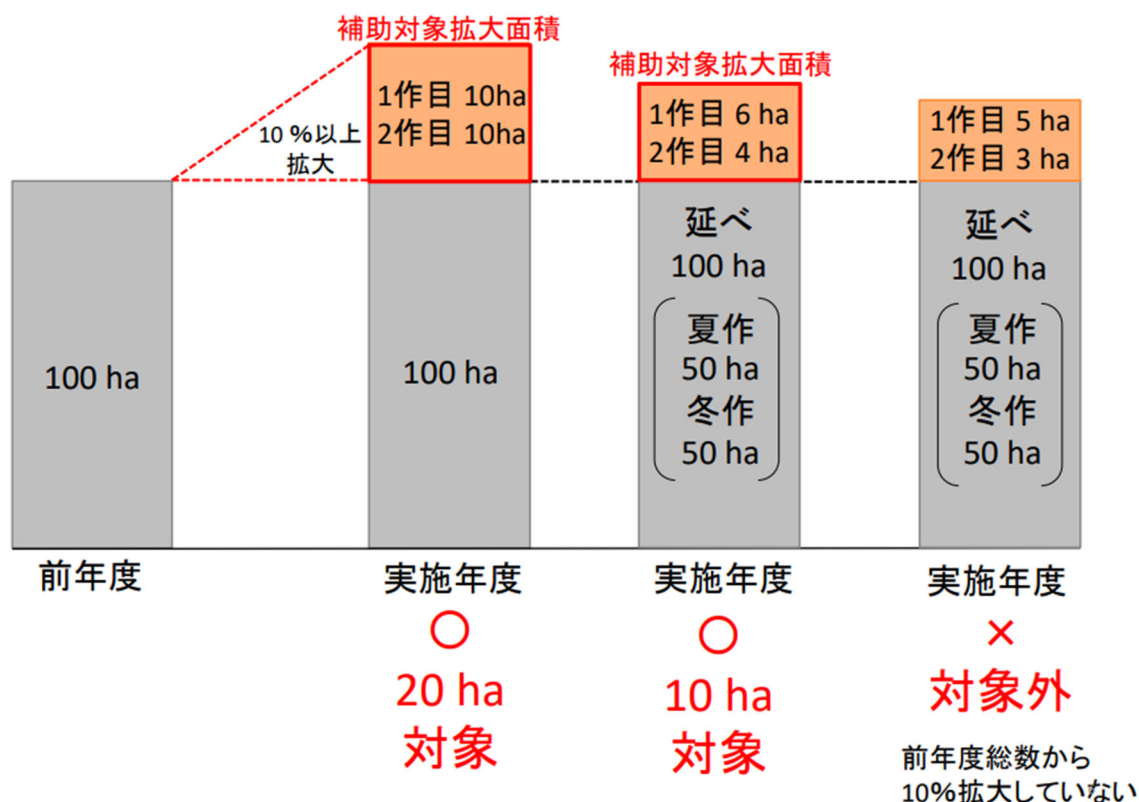 補助対象拡大面積
1作目 10ha
2作目 10ha
10 %以上
拡大
補助対象拡大面積
1作目 6 ha
2作目 4 ha
1作目 5 ha
2作目 3 ha
100 ha
100 ha
延べ
100 ha
夏作
50 ha
冬作
50 ha
延べ
100 ha
夏作
50 ha
冬作
50 ha
前年度
実施年度
○
20 ha
対象
実施年度
○
10 ha
対象
実施年度
×
対象外
前年度総数から
10%拡大していない